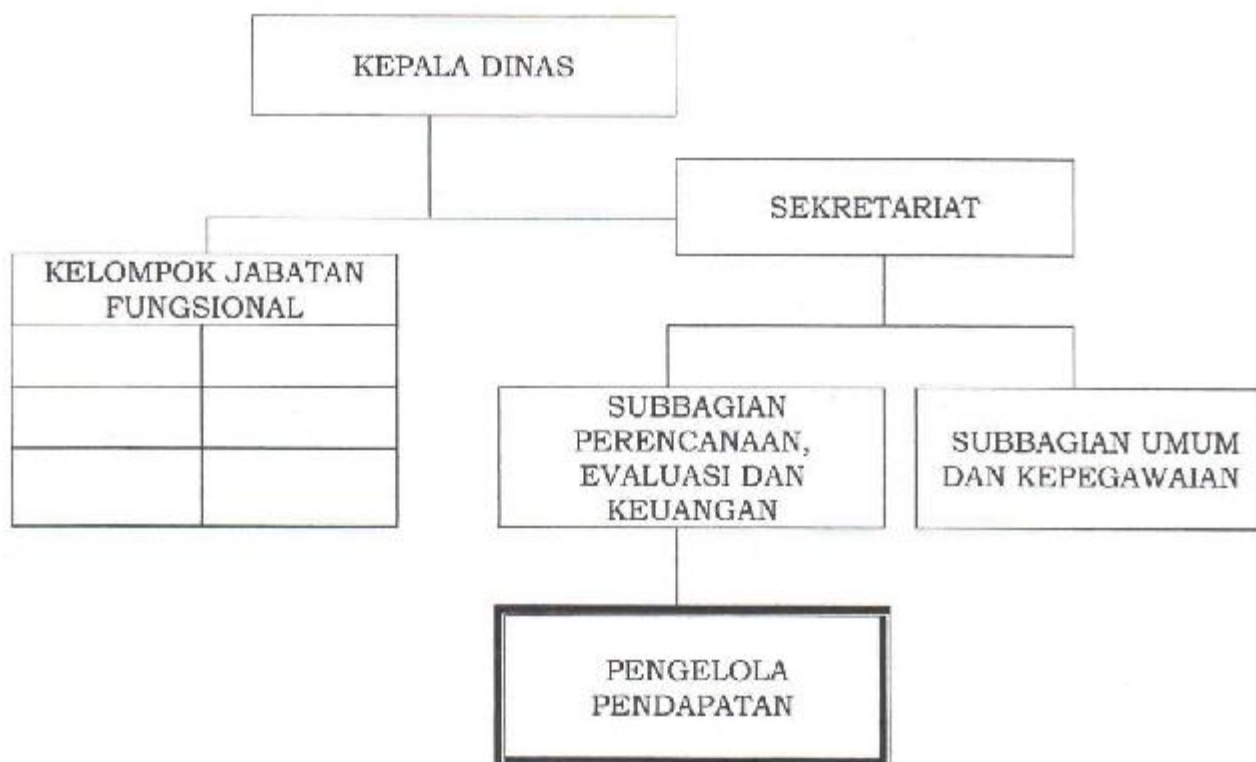 KEPALA DINAS
SEKRETARIAT
KELOMPOK JABATAN
FUNGSIONAL
SUBBAGIAN
PERENCANAAN,
EVALUASI DAN
KEUANGAN
SUBBAGIAN UMUM
DAN KEPEGAWAIAN
PENGELOLA
PENDAPATAN